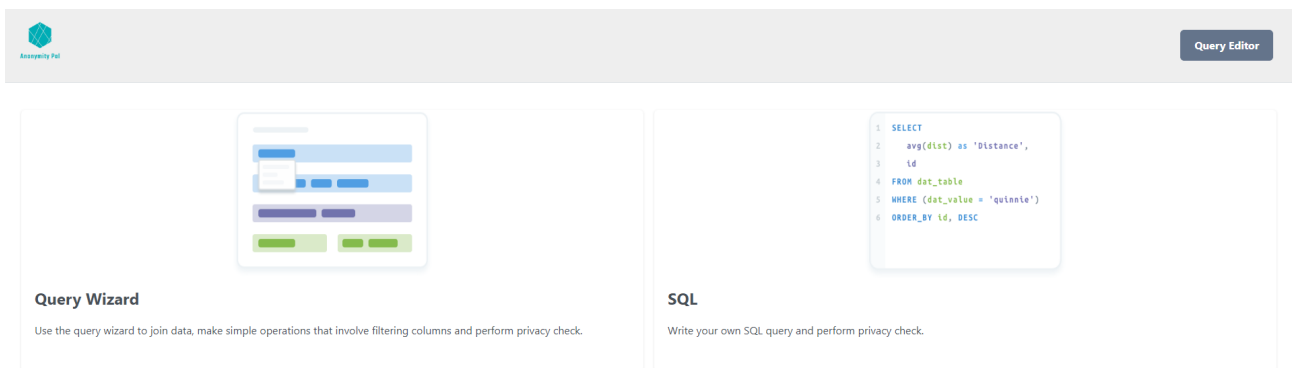 Anonymity Pal
Query Editor
1 SELECT
2 avg(dist) as 'Distance',
3 id
4 FROM dat_table
5 WHERE (dat_value = 'quinnie')
6 ORDER_BY id, DESC
Query Wizard
Use the query wizard to join data, make simple operations that involve filtering columns and perform privacy check.
SQL
Write your own SQL query and perform privacy check.